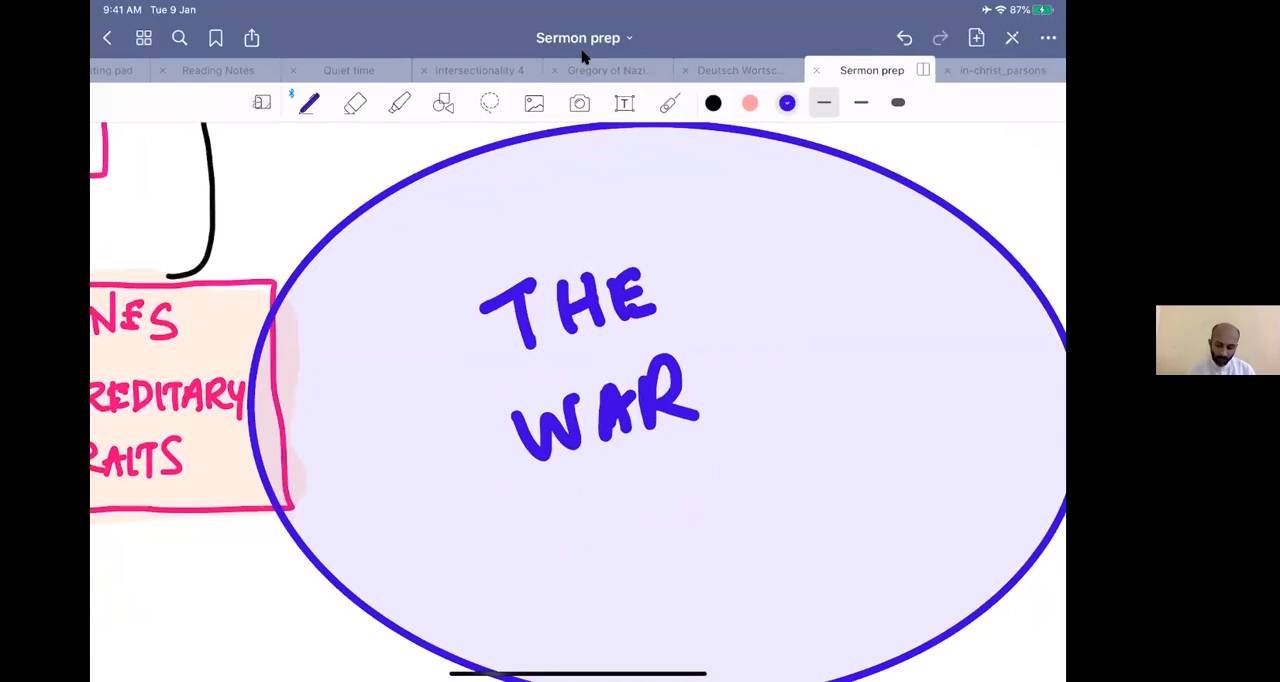 9:41 AM Tue 9 Jan
87%
Sermon prep
ting pad
Reading Notes
Quiet time
intersectionality 4
Gregory of Nazi...
Deutsch Wortsc...
Sermon prep
in-christ_parsons
T
THE
WAR
NES
REDITARY
RAITS